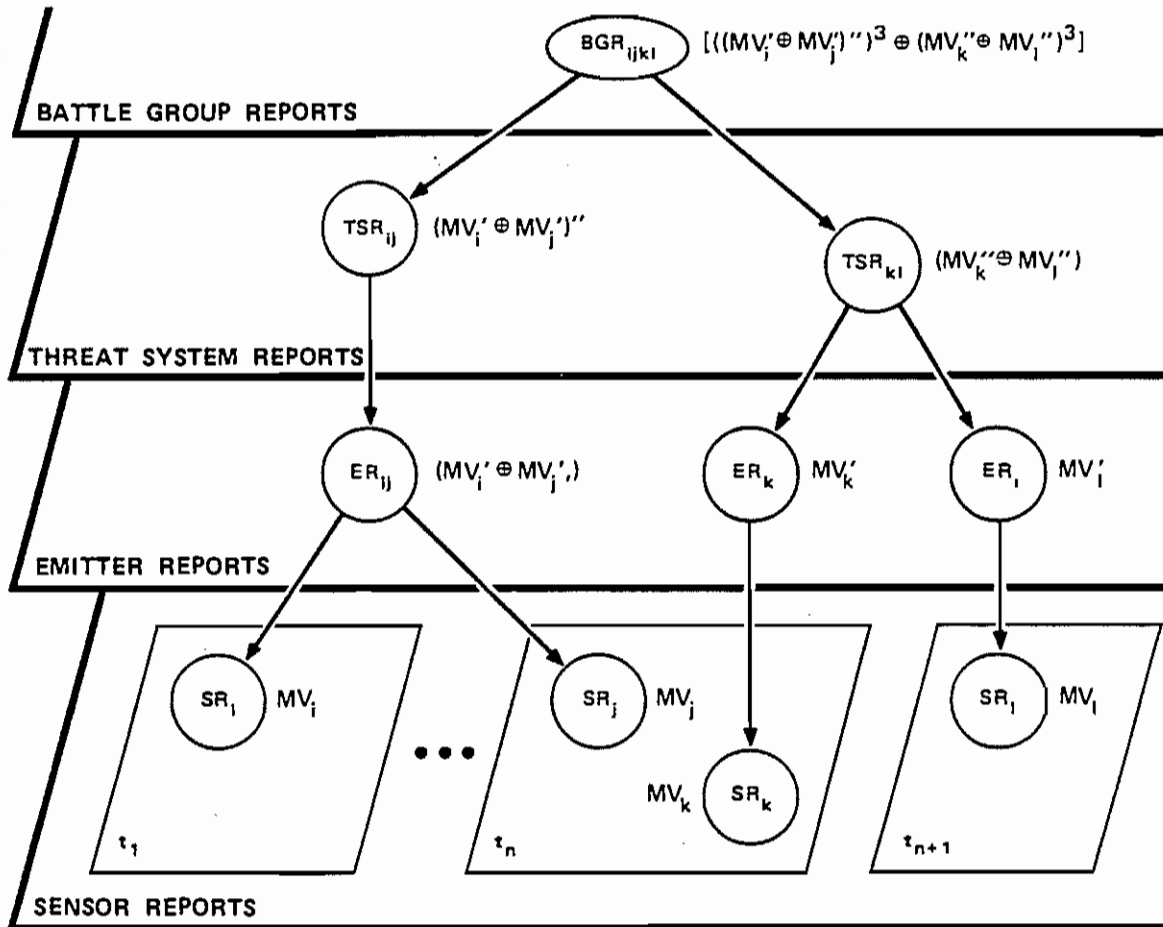 BGR_ijkl [((MV_i' ⊕ MV_j')'')^3 ⊕ (MV_k'' ⊕ MV_l'')^3]
BATTLE GROUP REPORTS
TSR_ij (MV_i' ⊕ MV_j')''
TSR_kl (MV_k'' ⊕ MV_l'')
THREAT SYSTEM REPORTS
ER_ij (MV_i' ⊕ MV_j',)
ER_k MV_k'
ER_l MV_l'
EMITTER REPORTS
SR_i MV_i
SR_j MV_j
SR_l MV_l
•••
MV_k SR_k
t_1
t_n
t_n+1
SENSOR REPORTS